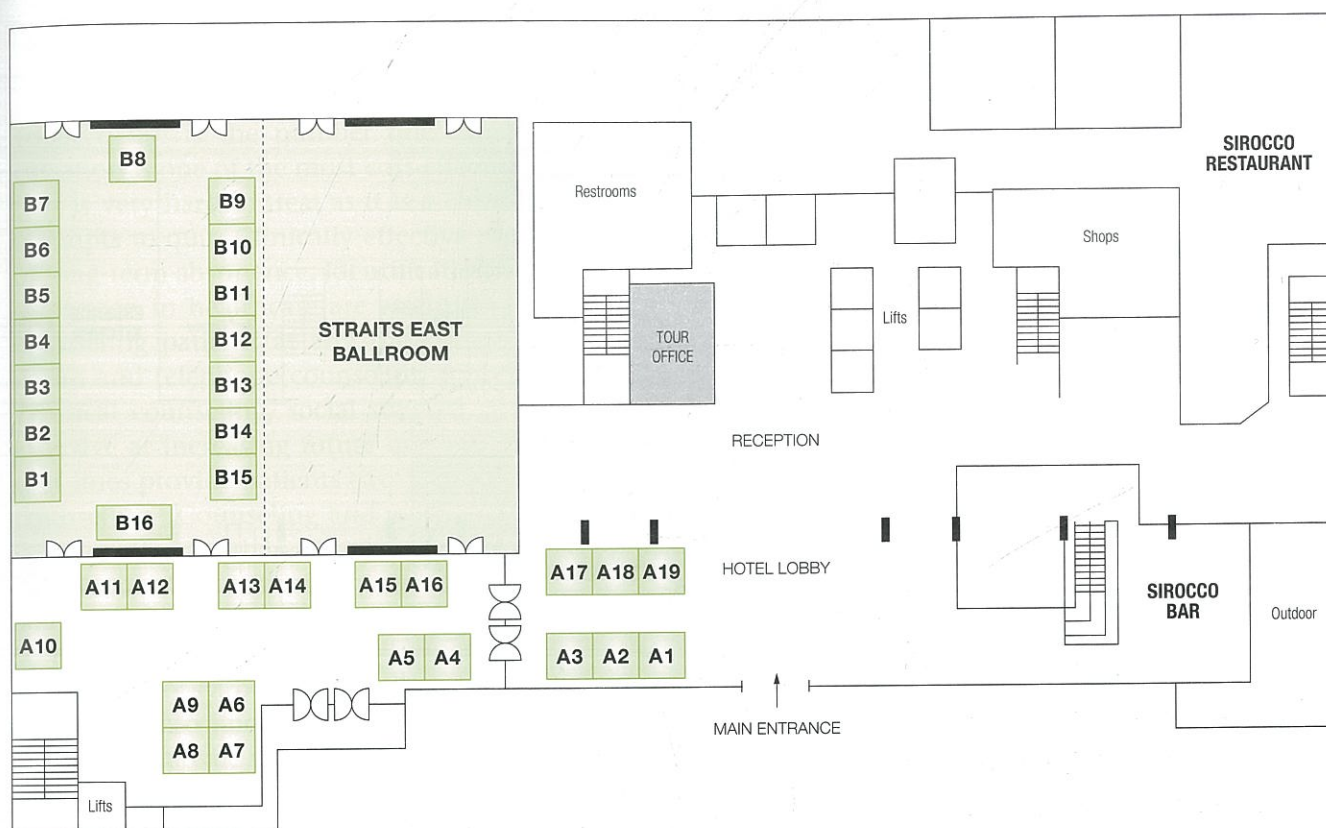 B8
B7
B6
B5
B4
B3
B2
B1
B9
B10
B11
B12
B13
B14
B15
B16
STRAITS EAST
BALLROOM
Restrooms
TOUR
OFFICE
Lifts
Shops
SIROCCO
RESTAURANT
RECEPTION
HOTEL LOBBY
A11 A12
A13 A14
A15 A16
A17 A18 A19
A10
A5 A4
A3 A2 A1
A9 A6
A8 A7
SIROCCO
BAR
Outdoor
MAIN ENTRANCE
Lifts